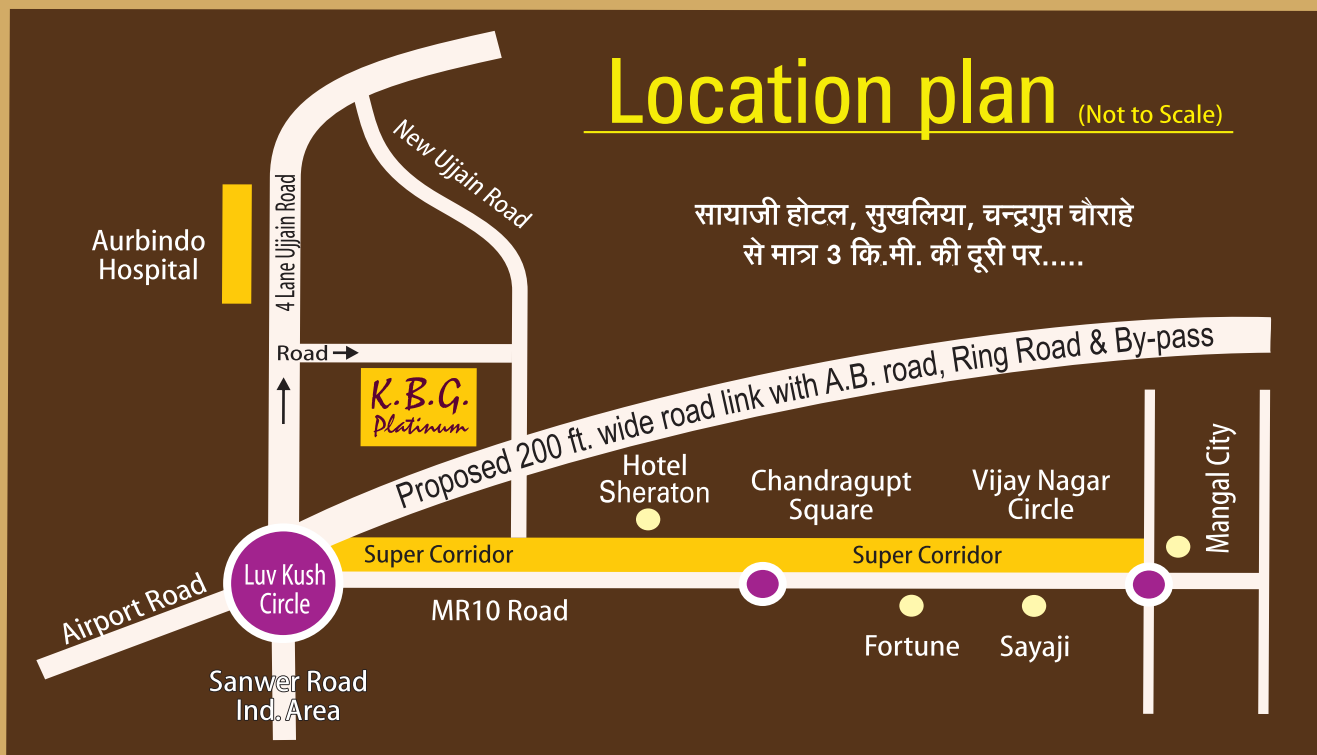 Location plan (Not to Scale)
सायाजी होटल, सुखलिया, चन्द्रगुप्त चौराहे
से मात्र 3 कि.मी. की दूरी पर.....
New Ujjain Road
4 Lane Ujjain Road
Aurbindo
Hospital
Road
K.B.G.
Platinum
Proposed 200 ft. wide road link with A.B. road, Ring Road & By-pass
Hotel
Sheraton
Chandragupt
Square
Vijay Nagar
Circle
Mangal City
Super Corridor
Super Corridor
Luv Kush
Circle
Airport Road
MR10 Road
Fortune
Sayaji
Sanwer Road
Ind. Area